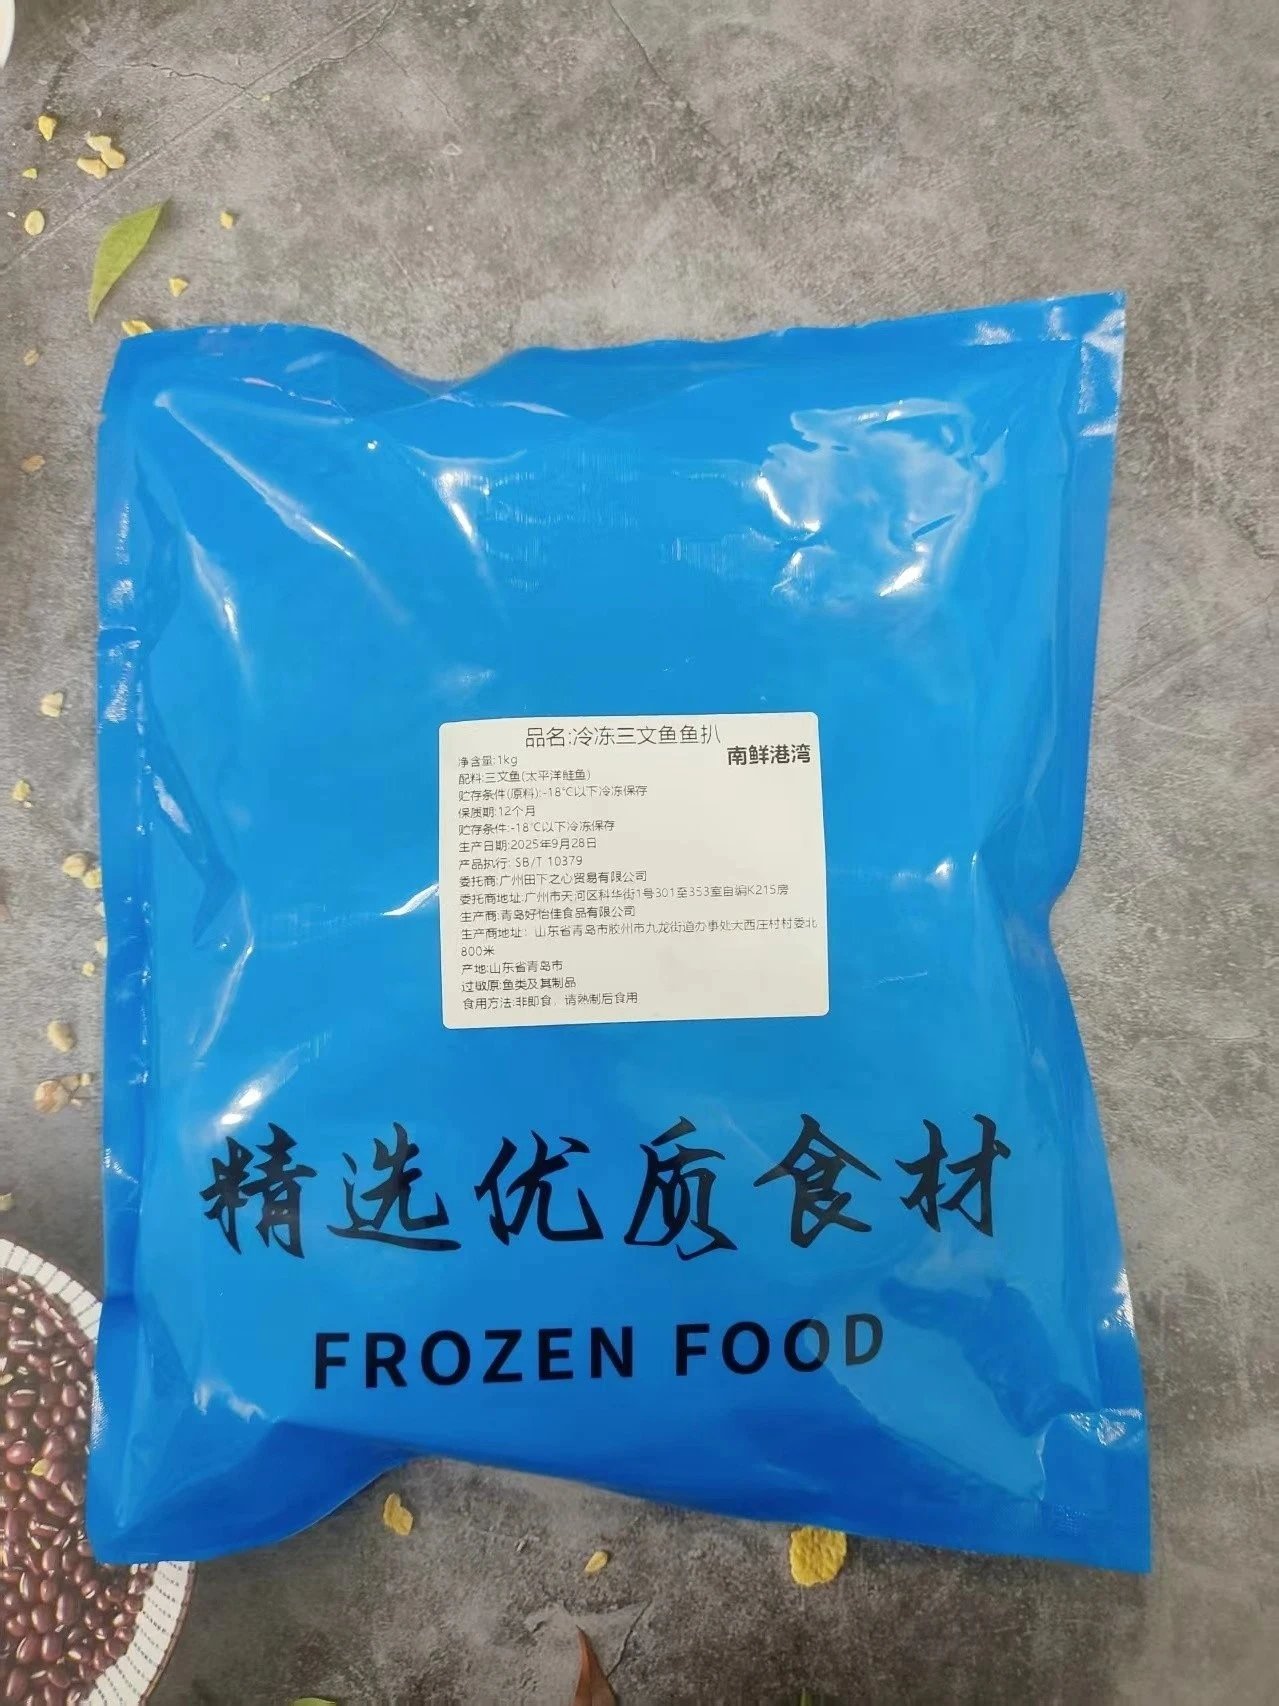 品名:冷冻三文鱼鱼扒
南鲜港湾
净含量:1kg
配料:三文鱼(太平洋鲑鱼)
贮存条件(原料):-18℃以下冷冻保存
保质期:12个月
贮存条件:-18℃以下冷冻保存
生产日期:2025年9月28日
产品执行: SB/T 10379
委托商:广州田下之心贸易有限公司
委托商地址:广州市天河区科华街1号301至353室自编K215房
生产商:青岛好怡佳食品有限公司
生产商地址: 山东省青岛市胶州市九龙街道办事处大西庄村村委北
800米
产地:山东省青岛市
过敏原:鱼类及其制品
食用方法:非即食, 请熟制后食用
精选优质食材
FROZEN FOOD